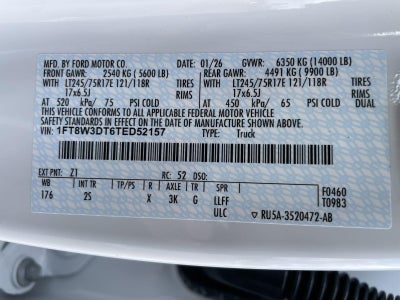 MFD. BY FORD MOTOR CO. 01/26 GVWR: 6350 KG (14000 LB)
FRONT GAWR: 2540 KG (5600 LB) REAR GAWR: 4491 KG (9900 LB)
WITH LT245/75R17E 121/118R TIRES WITH LT245/75R17E 121/118R TIRES
17x6.5J RIMS 17x6.5J RIMS
AT 520 kPa/ 75 PSI COLD AT 450 kPa/ 65 PSI COLD
THIS VEHICLE CONFORMS TO ALL APPLICABLE FEDERAL MOTOR VEHICLE
SAFETY STANDARDS IN EFFECT ON THE DATE OF MANUFACTURE SHOWN ABOVE.
VIN: 1FT8W3DT6TED52157 TYPE: Truck
EXT PNT: Z1 RC: 52 DSO:
WB INT TR TP/PS R AXLE TR SPR F0460
176 2S X 3K G LLFF T0983
ULC RU5A-3520472-AB